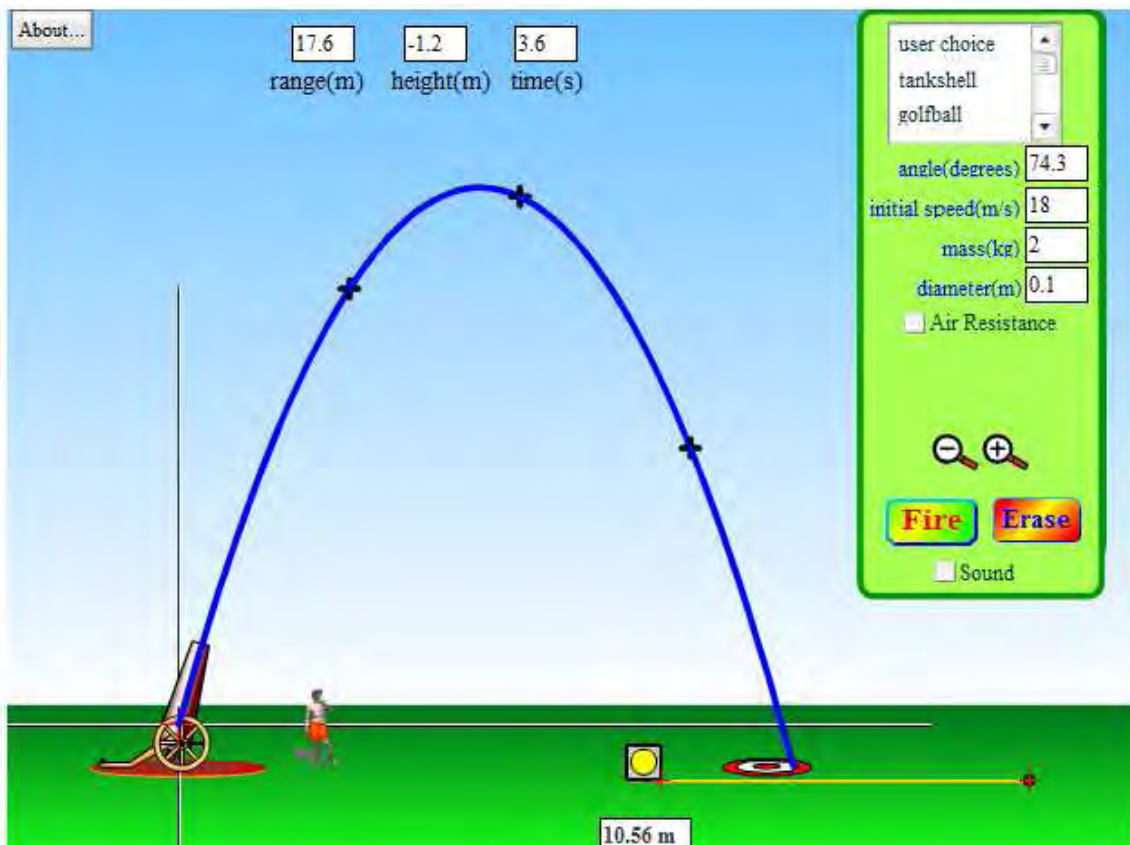 About...
17.6 -1.2 3.6
range(m) height(m) time(s)
user choice
tankshell
golfball
angle(degrees) 74.3
initial speed(m/s) 18
mass(kg) 2
diameter(m) 0.1
Air Resistance
Fire Erase
Sound
10.56 m